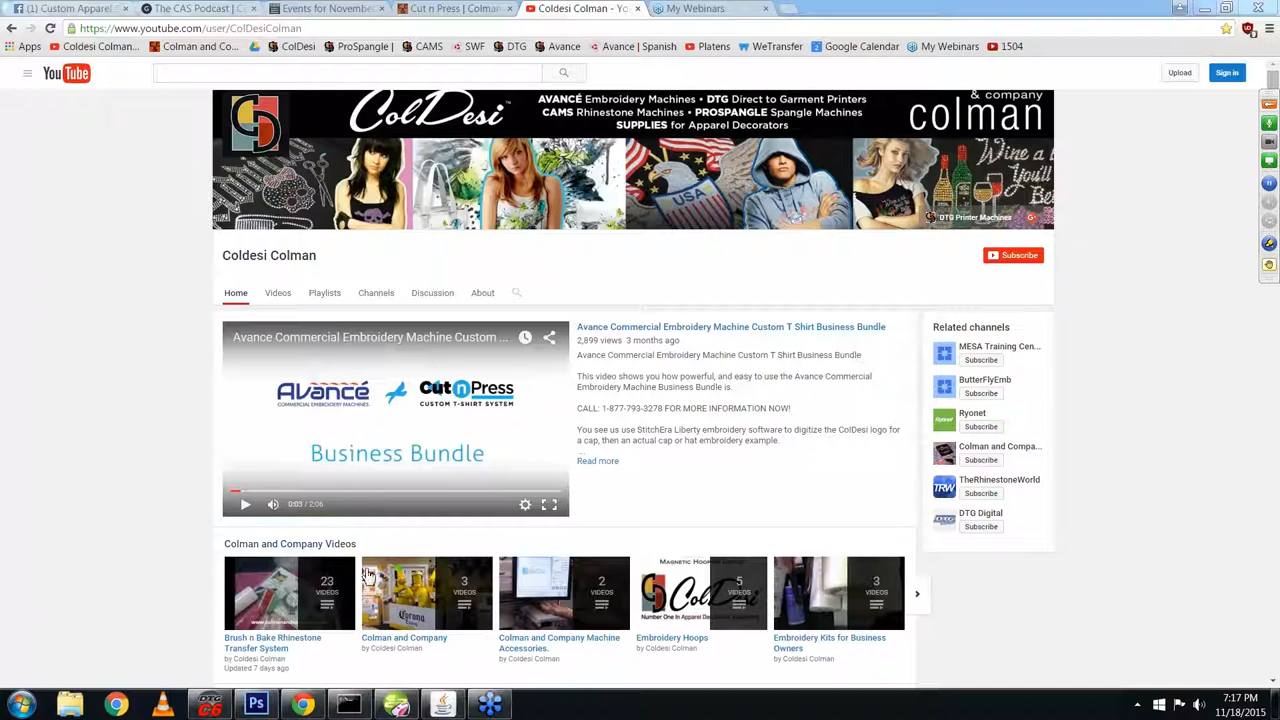 (1) Custom Apparel
The CAS Podcast | C
Events for Novembe
Cut n Press | Colman
Coldesi Colman - Yo
My Webinars
https://www.youtube.com/user/ColDesiColman
Apps
Coldesi Colman...
Colman and Co...
ColDesi
ProSpangle |
CAMS
SWF
DTG
Avance
Avance | Spanish
Platens
WeTransfer
Google Calendar
My Webinars
1504
YouTube
Upload
Sign in
ColDesi
AVANCÉ Embroidery Machines • DTG Direct to Garment Printers
CAMS Rhinestone Machines • PROSPANGLE Spangle Machines
SUPPLIES for Apparel Decorators
& company
colman
USA
Wine a
You'll
Be
DTG Printer Machines
Coldesi Colman
Subscribe
Home
Videos
Playlists
Channels
Discussion
About
Avance Commercial Embroidery Machine Custom ...
Avancé
COMMERCIAL EMBROIDERY MACHINES
Cut n Press
CUSTOM T-SHIRT SYSTEM
Business Bundle
0:03 / 2:06
Avance Commercial Embroidery Machine Custom T Shirt Business Bundle
2,899 views 3 months ago
Avance Commercial Embroidery Machine Custom T Shirt Business Bundle
This video shows you how powerful, and easy to use the Avance Commercial
Embroidery Machine Business Bundle is.
CALL: 1-877-793-3278 FOR MORE INFORMATION NOW!
You see us use StitchEra Liberty embroidery software to digitize the ColDesi logo for
a cap, then an actual cap or hat embroidery example.
Read more
Related channels
MESA Training Cen...
Subscribe
ButterFlyEmb
Subscribe
Ryonet
Subscribe
Colman and Compa...
Subscribe
TheRhinestoneWorld
Subscribe
DTG Digital
Subscribe
Colman and Company Videos
23
VIDEOS
Brush n Bake Rhinestone
Transfer System
by Coldesi Colman
Updated 7 days ago
Corona
3
VIDEOS
Colman and Company
by Coldesi Colman
2
VIDEOS
Colman and Company Machine
Accessories.
by Coldesi Colman
MAGNETIC HOOPS
ColDesi
5
VIDEOS
Embroidery Hoops
by Coldesi Colman
3
VIDEOS
Embroidery Kits for Business
Owners
by Coldesi Colman
DTG
C6
Ps
7:17 PM
11/18/2015